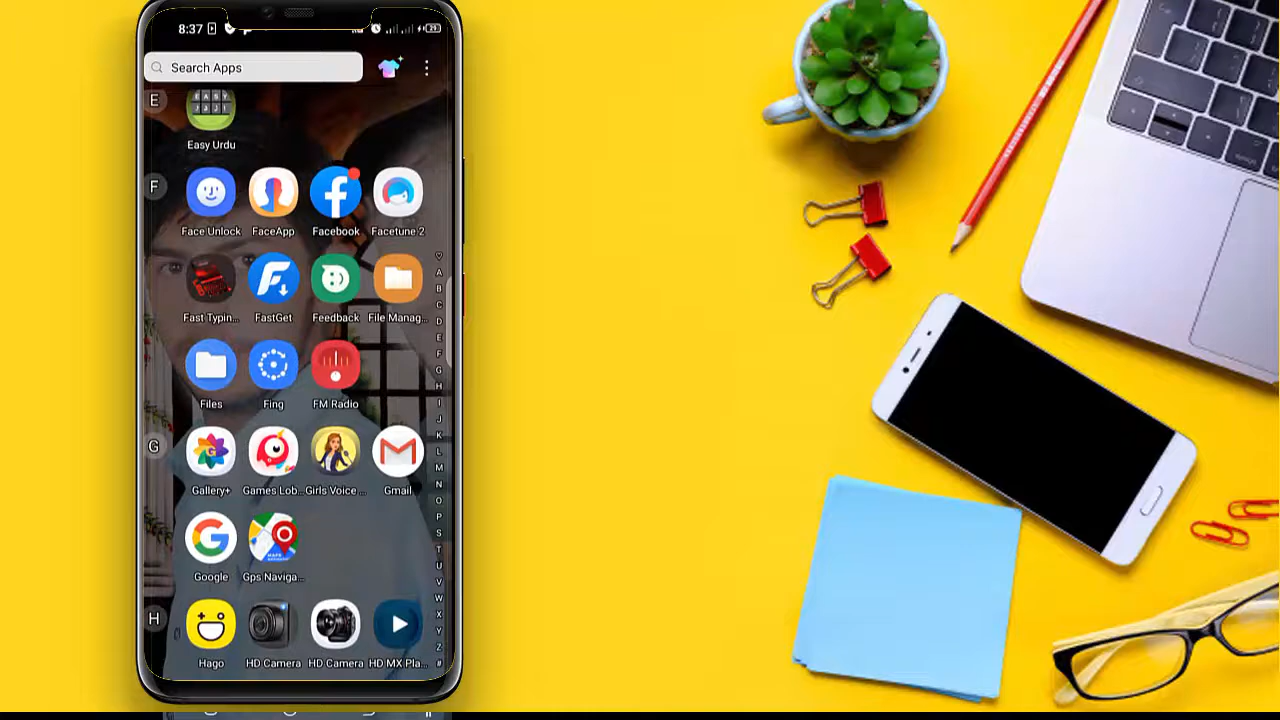 8:37
29
Search Apps
E
EASY
Easy Urdu
F
Face Unlock FaceApp Facebook Facetune 2
Fast Typin... FastGet Feedback File Manag...
Files Fing FM Radio
G
Gallery+ Games Lob... Girls Voice ... Gmail
Google Gps Naviga...
H
Hago HD Camera HD Camera HD MX Pla...
A
B
C
D
E
F
G
H
I
J
K
L
M
N
O
P
S
T
U
V
W
X
Y
Z
#